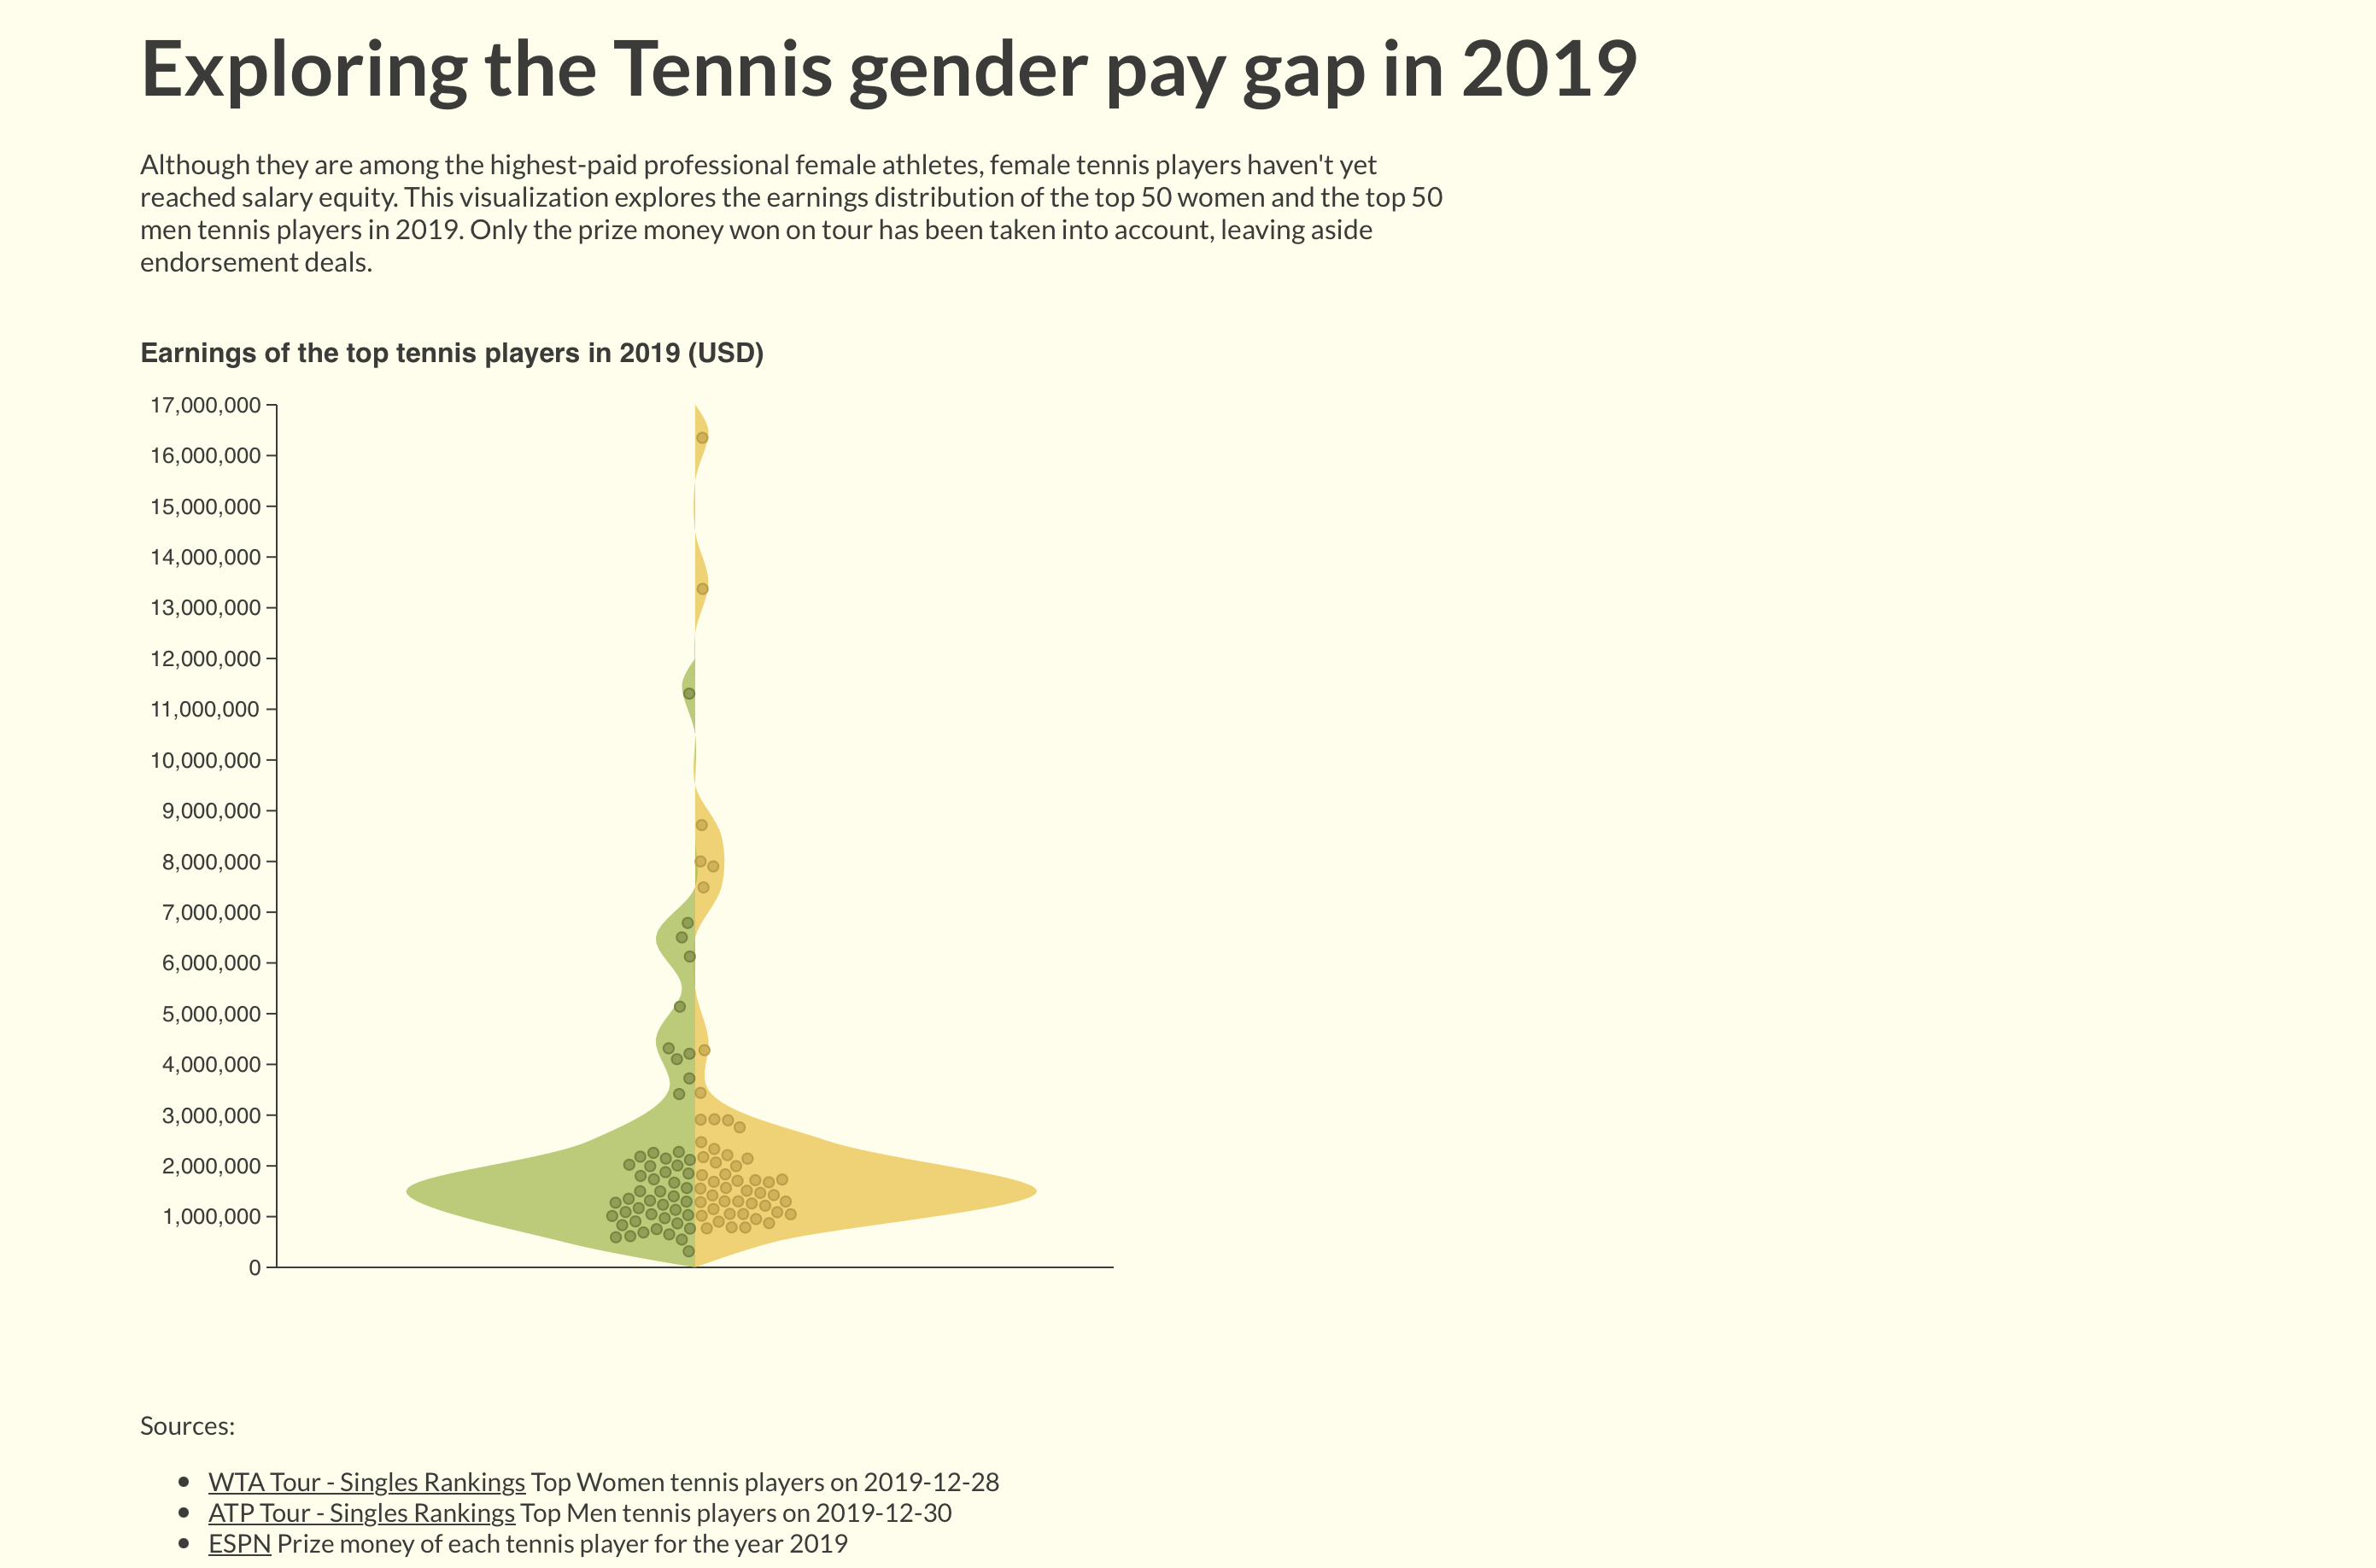 Exploring the Tennis gender pay gap in 2019
Although they are among the highest-paid professional female athletes, female tennis players haven't yet
reached salary equity. This visualization explores the earnings distribution of the top 50 women and the top 50
men tennis players in 2019. Only the prize money won on tour has been taken into account, leaving aside
endorsement deals.
Earnings of the top tennis players in 2019 (USD)
17,000,000
16,000,000
15,000,000
14,000,000
13,000,000
12,000,000
11,000,000
10,000,000
9,000,000
8,000,000
7,000,000
6,000,000
5,000,000
4,000,000
3,000,000
2,000,000
1,000,000
0
Sources:
WTA Tour - Singles Rankings Top Women tennis players on 2019-12-28
ATP Tour - Singles Rankings Top Men tennis players on 2019-12-30
ESPN Prize money of each tennis player for the year 2019